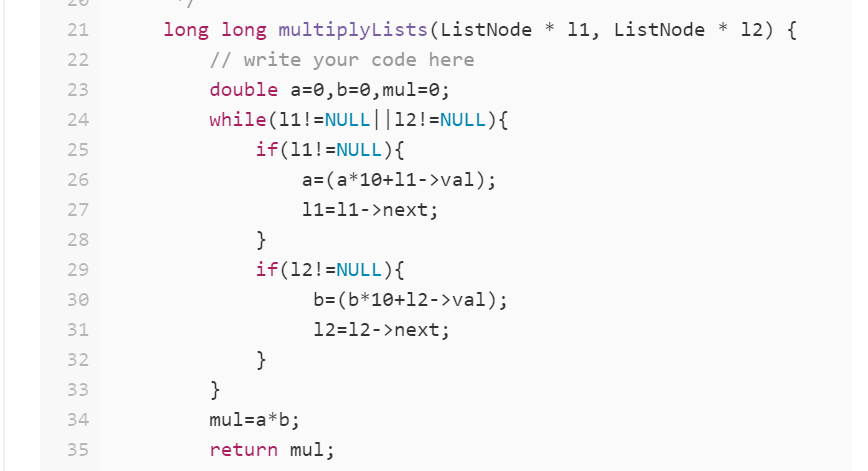 20 */
21 long long multiplyLists(ListNode * l1, ListNode * l2) {
22 // write your code here
23 double a=0,b=0,mul=0;
24 while(l1!=NULL||l2!=NULL){
25 if(l1!=NULL){
26 a=(a*10+l1->val);
27 l1=l1->next;
28 }
29 if(l2!=NULL){
30 b=(b*10+l2->val);
31 l2=l2->next;
32 }
33 }
34 mul=a*b;
35 return mul;